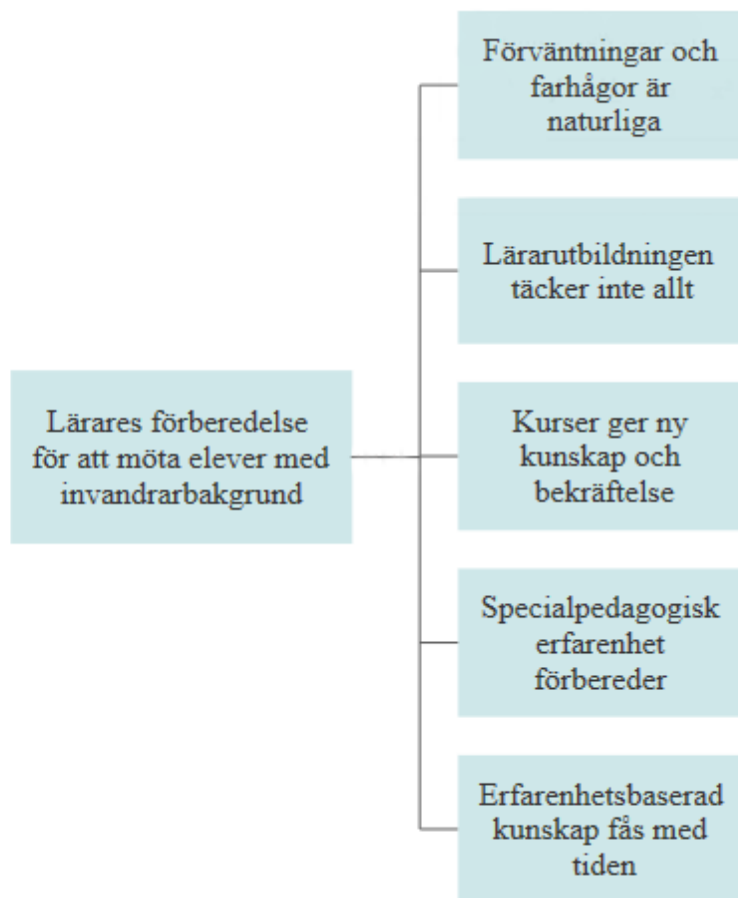 Förväntningar och
farhågor är
naturliga
Lärarutbildningen
täcker inte allt
Lärares förberedelse
för att möta elever med
invandrarbakgrund
Kurser ger ny
kunskap och
bekräftelse
Specialpedagogisk
erfarenhet
förbereder
Erfarenhetsbaserad
kunskap fås med
tiden